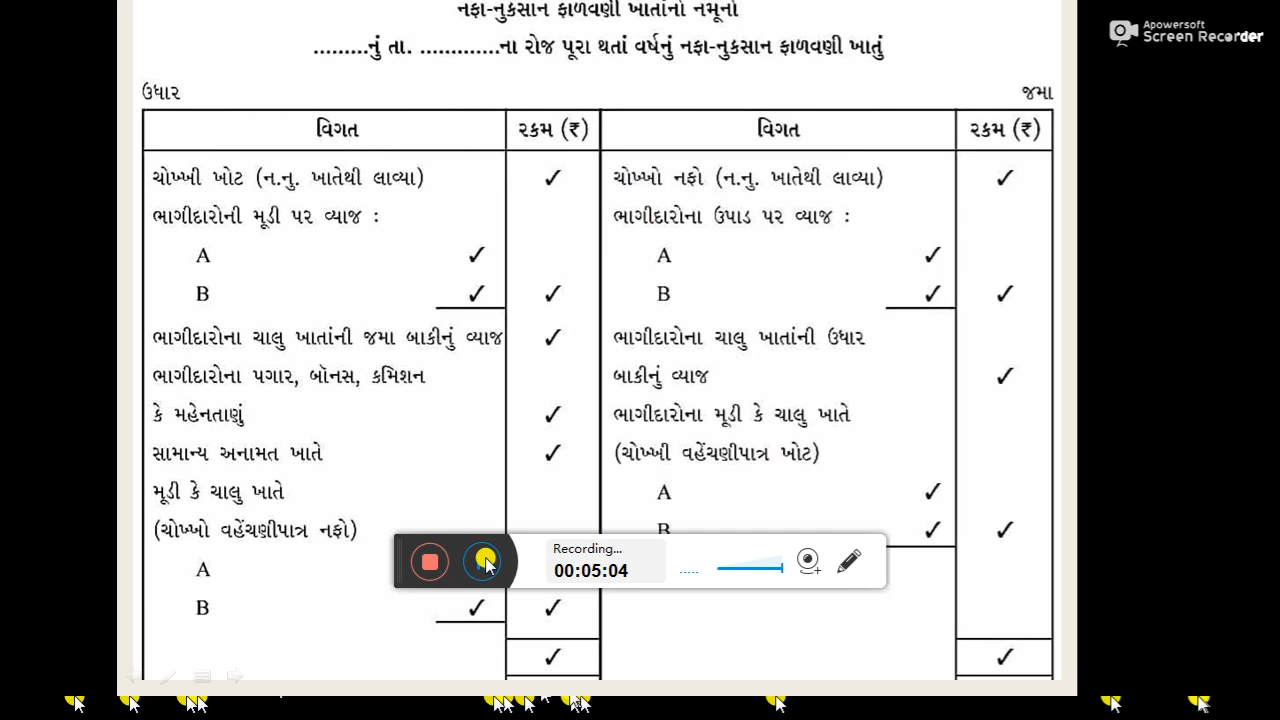 નફા-નુકસાન ફાળવણી ખાતાંનો નમૂનો
.........નું તા. .............ના રોજ પૂરા થતાં વર્ષનું નફા-નુકસાન ફાળવણી ખાતું
Apowersoft
Screen Recorder
ઉધાર જમા
વિગત રકમ (₹) વિગત રકમ (₹)
ચોખ્ખી ખોટ (ન.નુ. ખાતેથી લાવ્યા) ✓ ચોખ્ખો નફો (ન.નુ. ખાતેથી લાવ્યા) ✓
ભાગીદારોની મૂડી પર વ્યાજ : ભાગીદારોના ઉપાડ પર વ્યાજ :
A ✓ A ✓
B ✓ ✓ B ✓ ✓
ભાગીદારોના ચાલુ ખાતાંની જમા બાકીનું વ્યાજ ✓ ભાગીદારોના ચાલુ ખાતાંની ઉધાર
ભાગીદારોના પગાર, બૉનસ, કમિશન બાકીનું વ્યાજ ✓
કે મહેનતાણું ✓ ભાગીદારોના મૂડી કે ચાલુ ખાતે
સામાન્ય અનામત ખાતે ✓ (ચોખ્ખી વહેંચણીપાત્ર ખોટ)
મૂડી કે ચાલુ ખાતે A ✓
(ચોખ્ખો વહેંચણીપાત્ર નફો) B ✓ ✓
Recording...
00:05:04
A
B ✓ ✓
✓ ✓